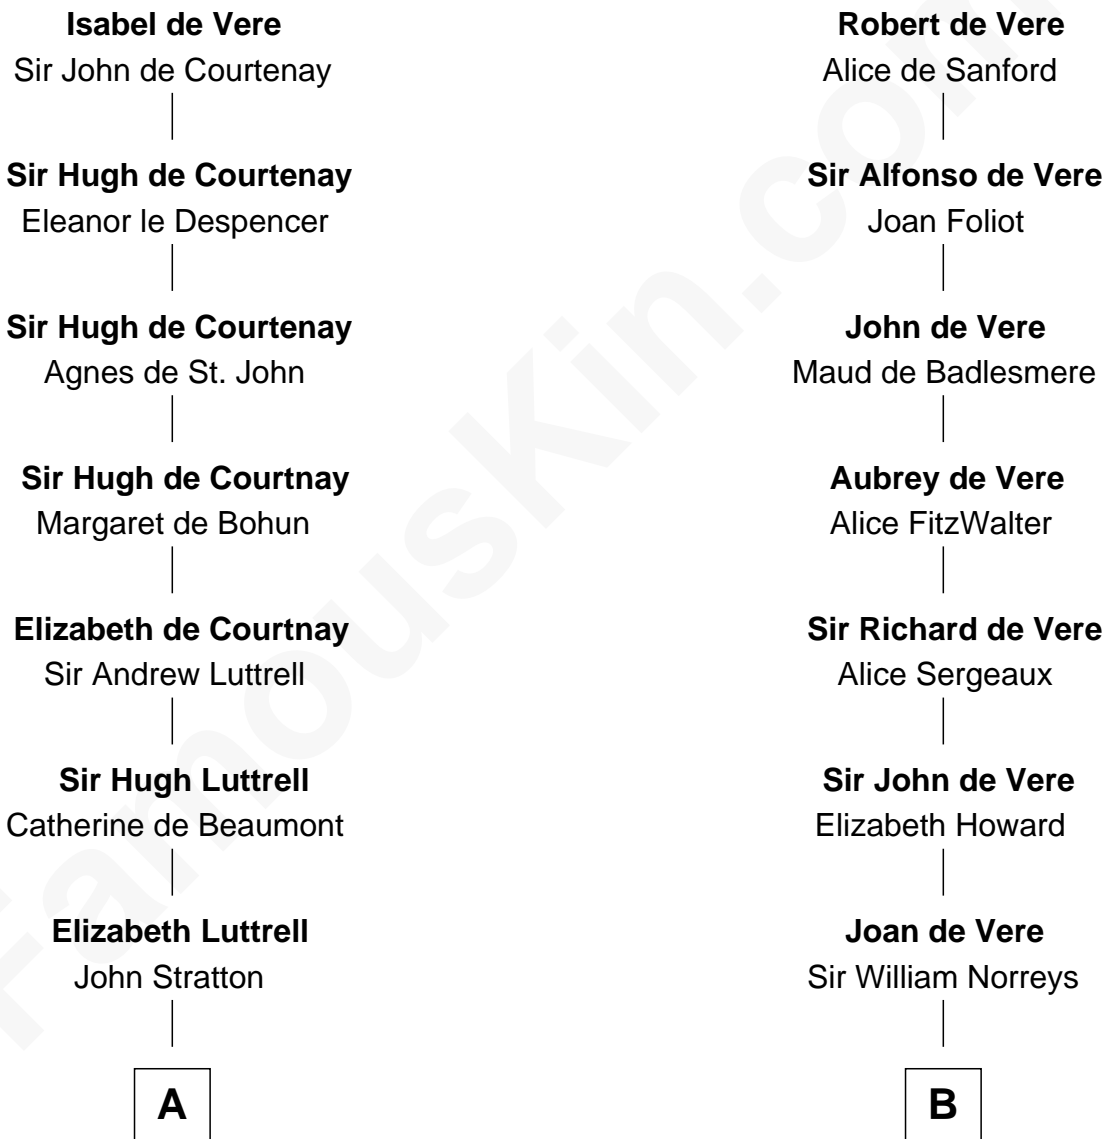 Isabel de Vere
Sir John de Courtenay
Sir Hugh de Courtenay
Eleanor le Despencer
Sir Hugh de Courtenay
Agnes de St. John
Sir Hugh de Courtnay
Margaret de Bohun
Elizabeth de Courtnay
Sir Andrew Luttrell
Sir Hugh Luttrell
Catherine de Beaumont
Elizabeth Luttrell
John Stratton
A
Robert de Vere
Alice de Sanford
Sir Alfonso de Vere
Joan Foliot
John de Vere
Maud de Badlesmere
Aubrey de Vere
Alice FitzWalter
Sir Richard de Vere
Alice Sergeaux
Sir John de Vere
Elizabeth Howard
Joan de Vere
Sir William Norreys
B
FamousKin.com